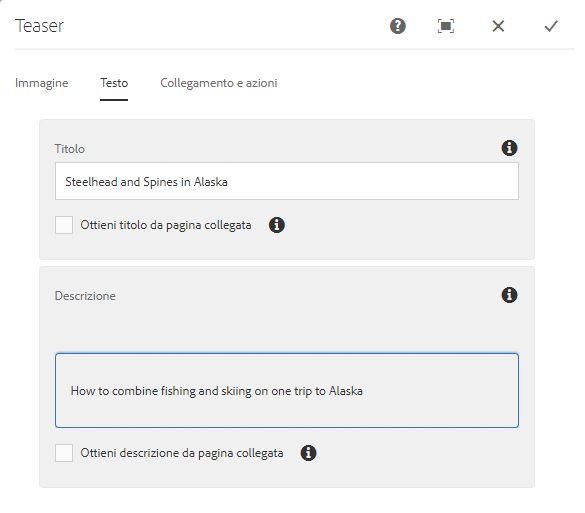 Teaser
Immagine Testo Collegamento e azioni
Titolo
Steelhead and Spines in Alaska
Ottieni titolo da pagina collegata
Descrizione
How to combine fishing and skiing on one trip to Alaska
Ottieni descrizione da pagina collegata